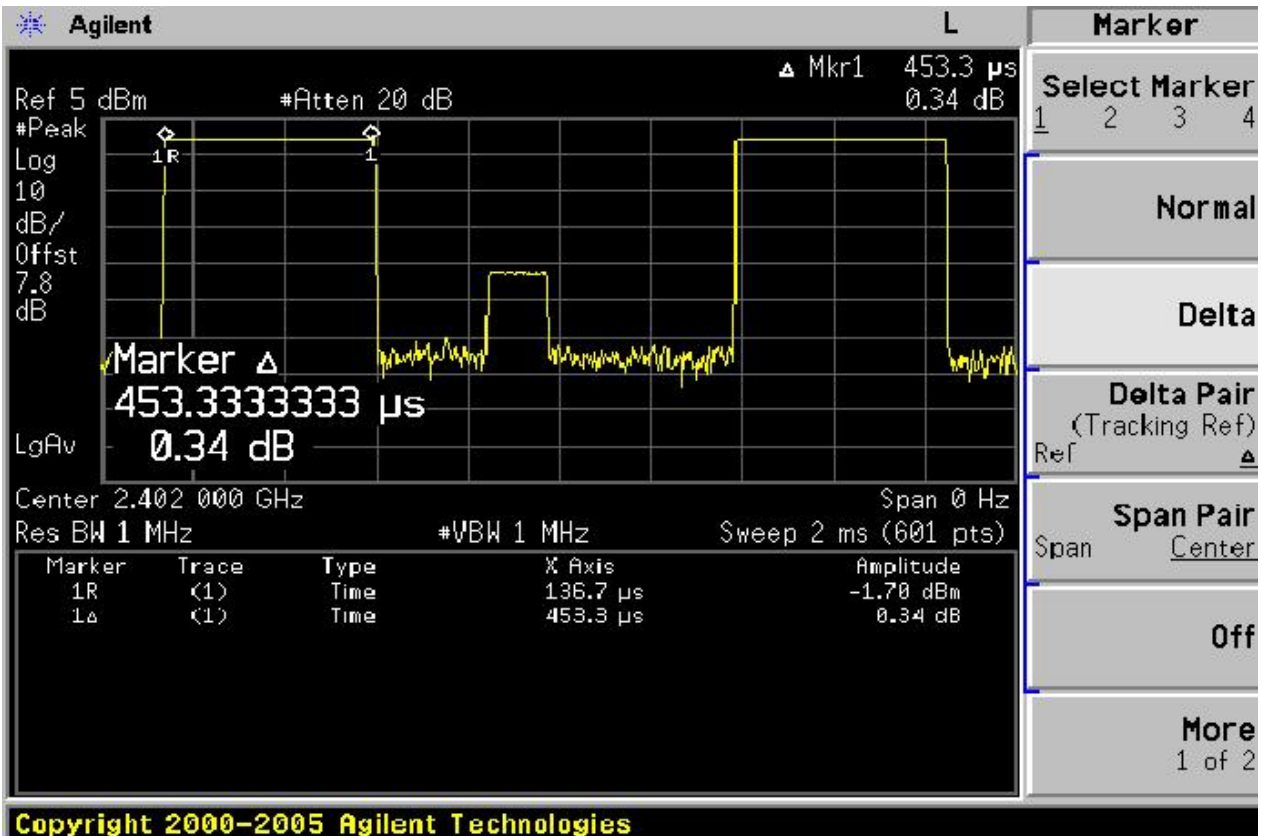 Agilent L Marker
Δ Mkr1 453.3 µs
Ref 5 dBm #Atten 20 dB 0.34 dB
#Peak
Log
10
dB/
Offst
7.8
dB
1R 1
Marker Δ
453.3333333 µs
0.34 dB
LgAv
Center 2.402 000 GHz Span 0 Hz
Res BW 1 MHz #VBW 1 MHz Sweep 2 ms (601 pts)
Marker Trace Type X Axis Amplitude
1R (1) Time 136.7 µs -1.70 dBm
1Δ (1) Time 453.3 µs 0.34 dB
Select Marker
1 2 3 4
Normal
Delta
Delta Pair
(Tracking Ref)
Ref Δ
Span Pair
Span Center
Off
More
1 of 2
Copyright 2000-2005 Agilent Technologies